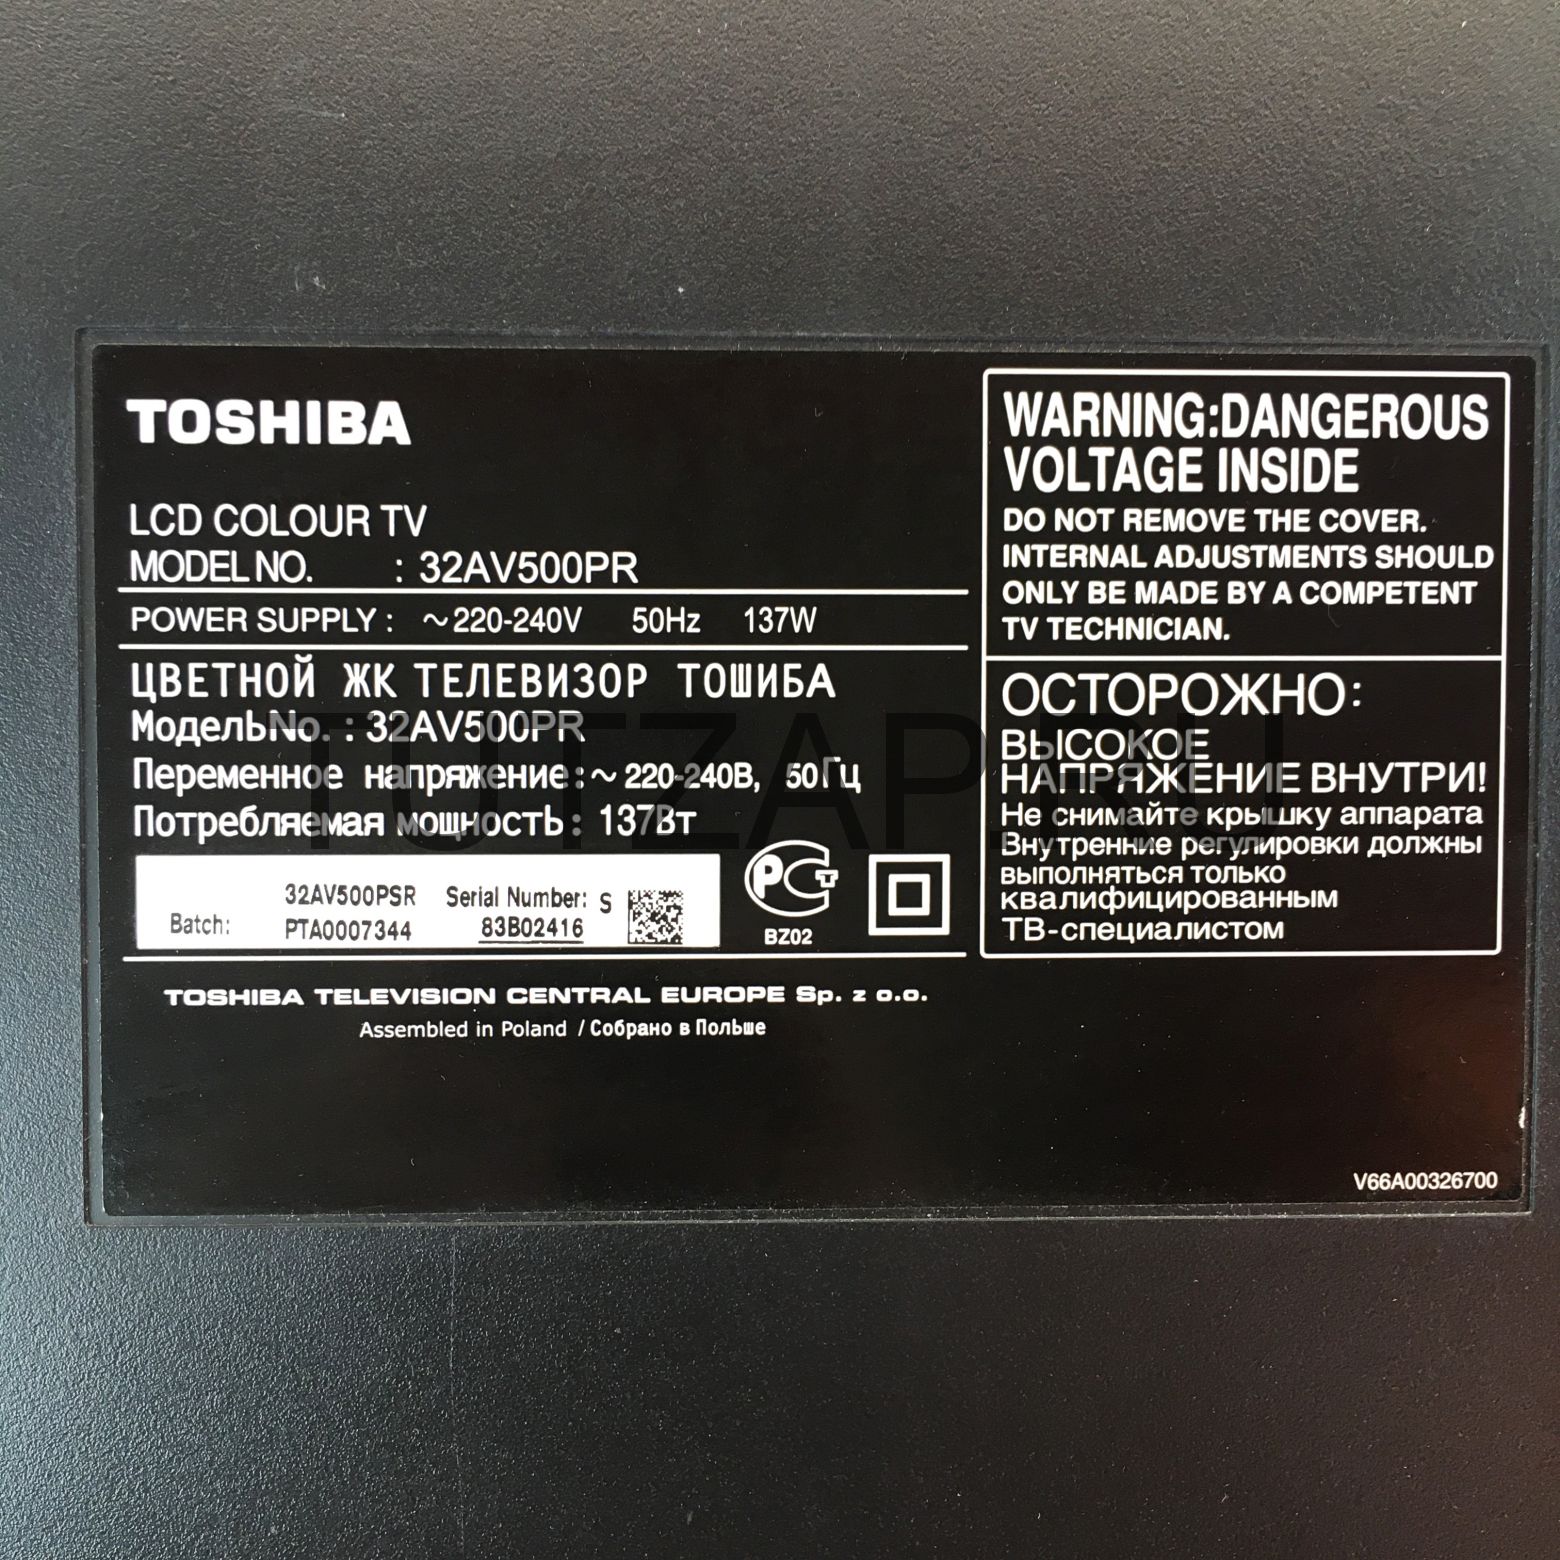 TOSHIBA
LCD COLOUR TV
MODEL NO. : 32AV500PR
POWER SUPPLY : ~220-240V 50Hz 137W
ЦВЕТНОЙ ЖК ТЕЛЕВИЗОР ТОШИБА
МодельNo. : 32AV500PR
Переменное напряжение:~ 220-240В, 50Гц
Потребляемая мощность: 137Вт
32AV500PSR Serial Number: S
Batch: PTA0007344 83B02416
РСТ
BZ02
TOSHIBA TELEVISION CENTRAL EUROPE Sp. z o.o.
Assembled in Poland / Собрано в Польше
WARNING:DANGEROUS
VOLTAGE INSIDE
DO NOT REMOVE THE COVER.
INTERNAL ADJUSTMENTS SHOULD
ONLY BE MADE BY A COMPETENT
TV TECHNICIAN.
ОСТОРОЖНО:
ВЫСОКОЕ
НАПРЯЖЕНИЕ ВНУТРИ!
Не снимайте крышку аппарата
Внутренние регулировки должны
выполняться только
квалифицированным
ТВ-специалистом
V66A00326700
TUTZAP.RU